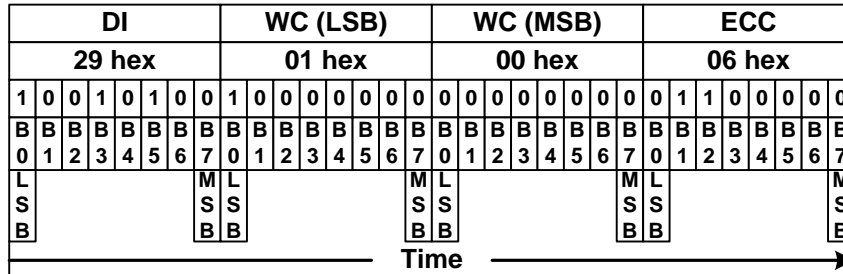 DI WC (LSB) WC (MSB) ECC
29 hex 01 hex 00 hex 06 hex
1 0 0 1 0 1 0 0 1 0 0 0 0 0 0 0 0 0 0 0 0 0 0 0 0 1 1 0 0 0 0 0
B B B B B B B B B B B B B B B B B B B B B B B B B B B B B B B B
0 1 2 3 4 5 6 7 0 1 2 3 4 5 6 7 0 1 2 3 4 5 6 7 0 1 2 3 4 5 6 7
L M L M L M L M
S S S S S S S S
B B B B B B B B
Time